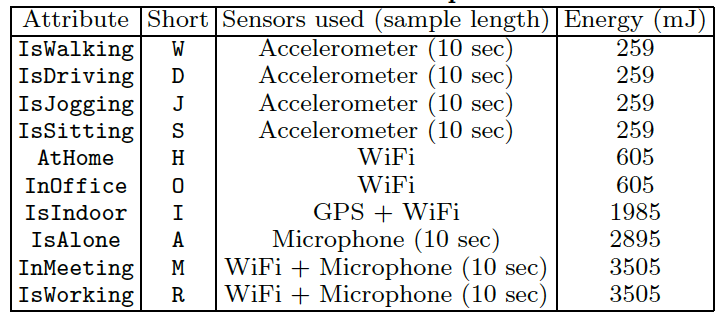 Attribute Short Sensors used (sample length) Energy (mJ)
IsWalking W Accelerometer (10 sec) 259
IsDriving D Accelerometer (10 sec) 259
IsJogging J Accelerometer (10 sec) 259
IsSitting S Accelerometer (10 sec) 259
AtHome H WiFi 605
InOffice O WiFi 605
IsIndoor I GPS + WiFi 1985
IsAlone A Microphone (10 sec) 2895
InMeeting M WiFi + Microphone (10 sec) 3505
IsWorking R WiFi + Microphone (10 sec) 3505